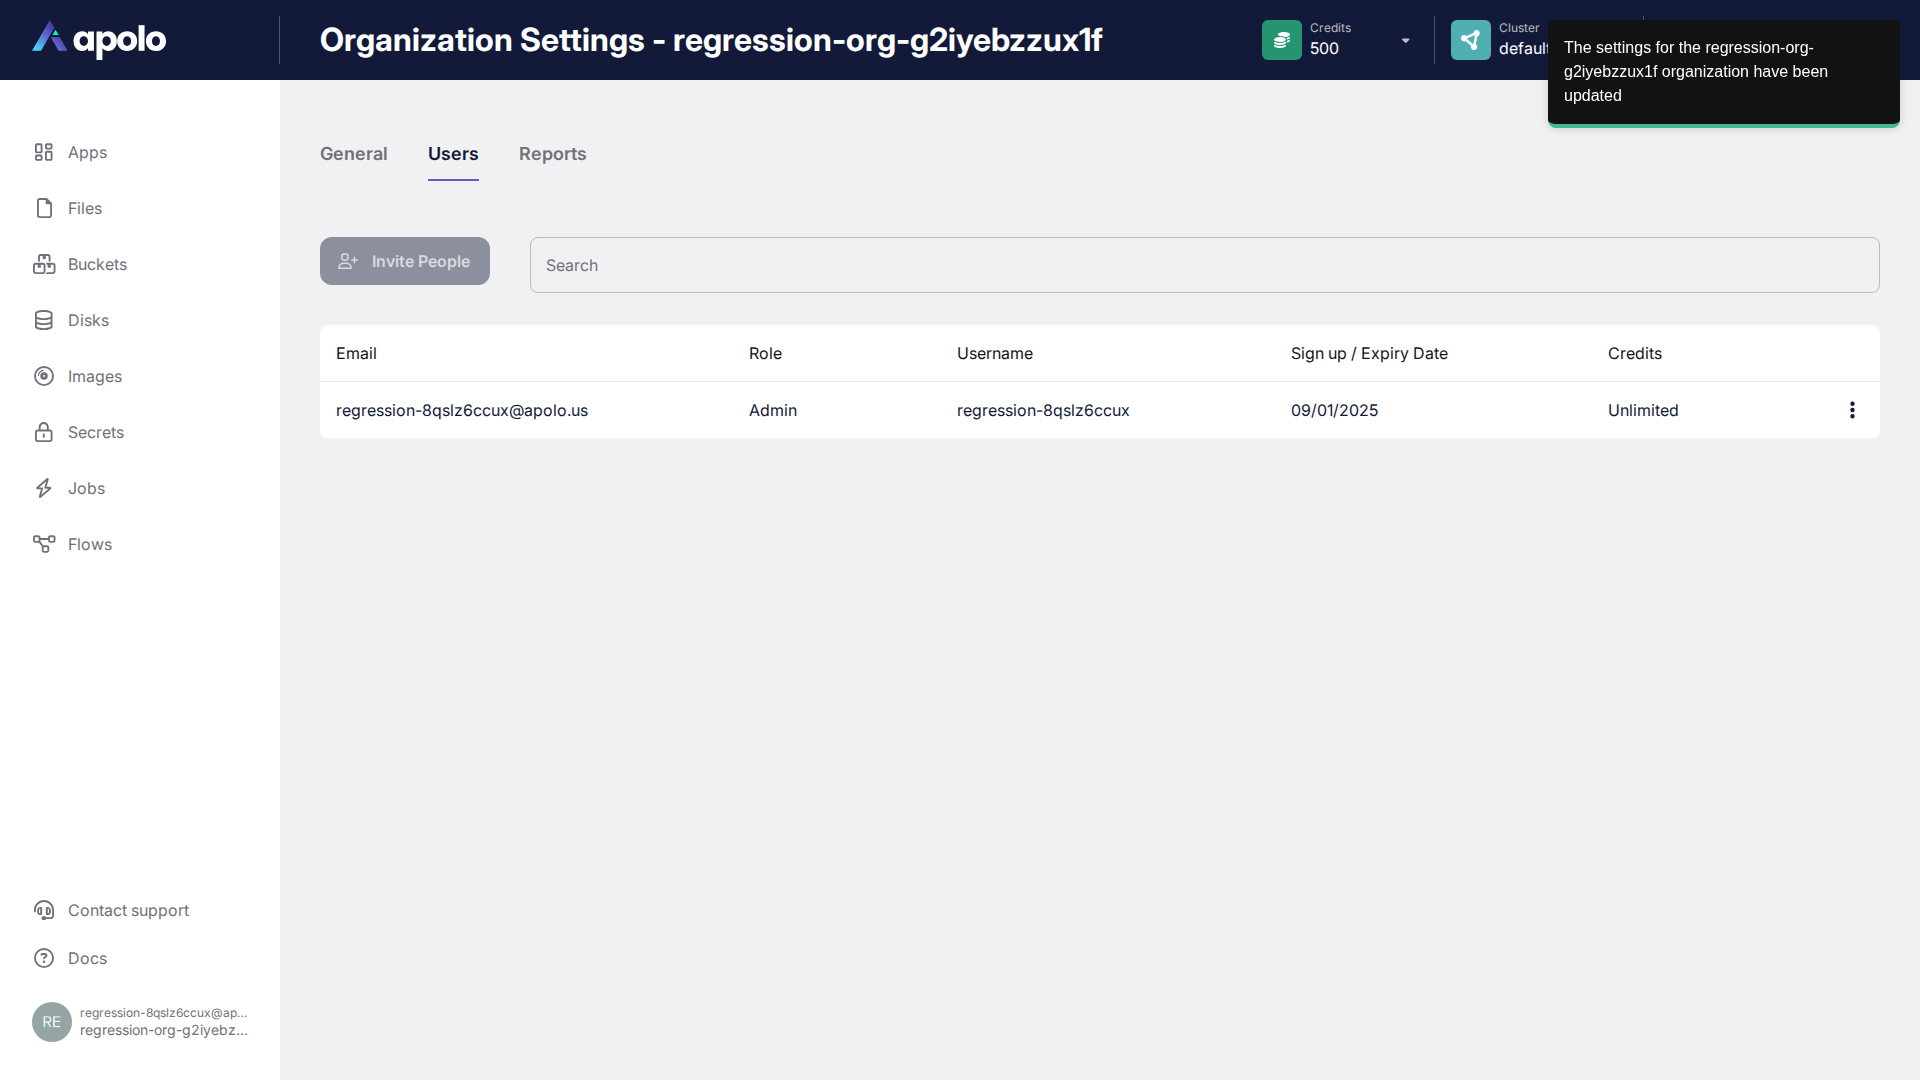 apolo
Organization Settings - regression-org-g2iyebzzux1f
Credits
500
Cluster
The settings for the regression-org-
g2iyebzzux1f organization have been
updated
Apps
Files
Buckets
Disks
Images
Secrets
Jobs
Flows
General
Users
Reports
Invite People
Search
Email
Role
Username
Sign up / Expiry Date
Credits
regression-8qslz6ccux@apolo.us
Admin
regression-8qslz6ccux
09/01/2025
Unlimited
Contact support
Docs
RE
regression-8qslz6ccux@ap...
regression-org-g2iyebz...